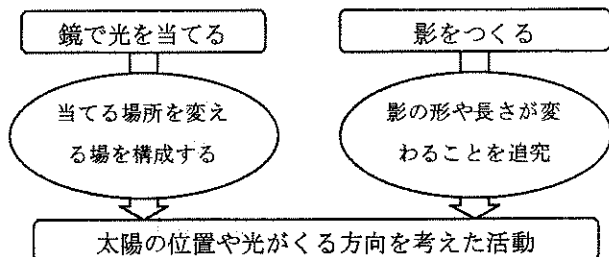 鏡で光を当てる
影をつくる
当てる場所を変え
る場を構成する
影の形や長さが変
わることを追究
太陽の位置や光がくる方向を考えた活動